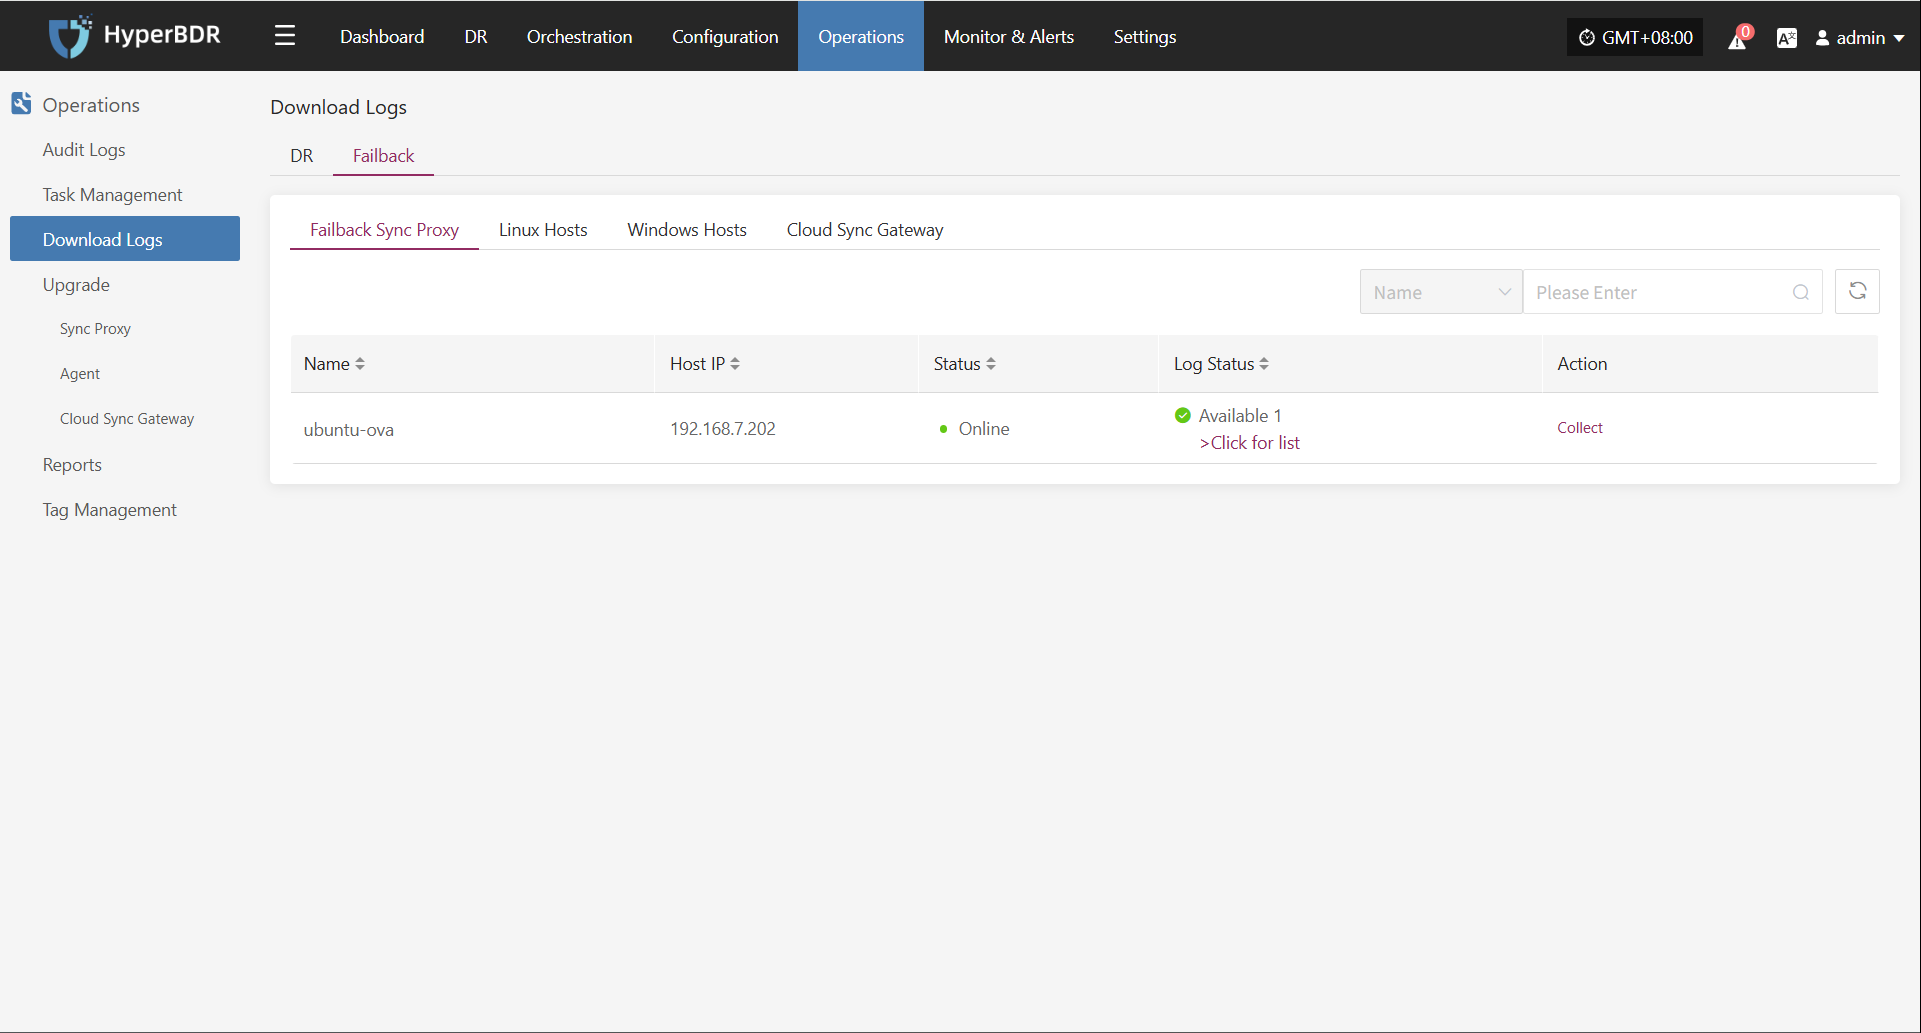 HyperBDR
Dashboard
DR
Orchestration
Configuration
Operations
Monitor & Alerts
Settings
GMT+08:00
0
admin
Operations
Audit Logs
Task Management
Download Logs
Upgrade
Sync Proxy
Agent
Cloud Sync Gateway
Reports
Tag Management
Download Logs
DR
Failback
Failback Sync Proxy
Linux Hosts
Windows Hosts
Cloud Sync Gateway
Name
Please Enter
Name
Host IP
Status
Log Status
Action
ubuntu-ova
192.168.7.202
Online
Available 1
>Click for list
Collect